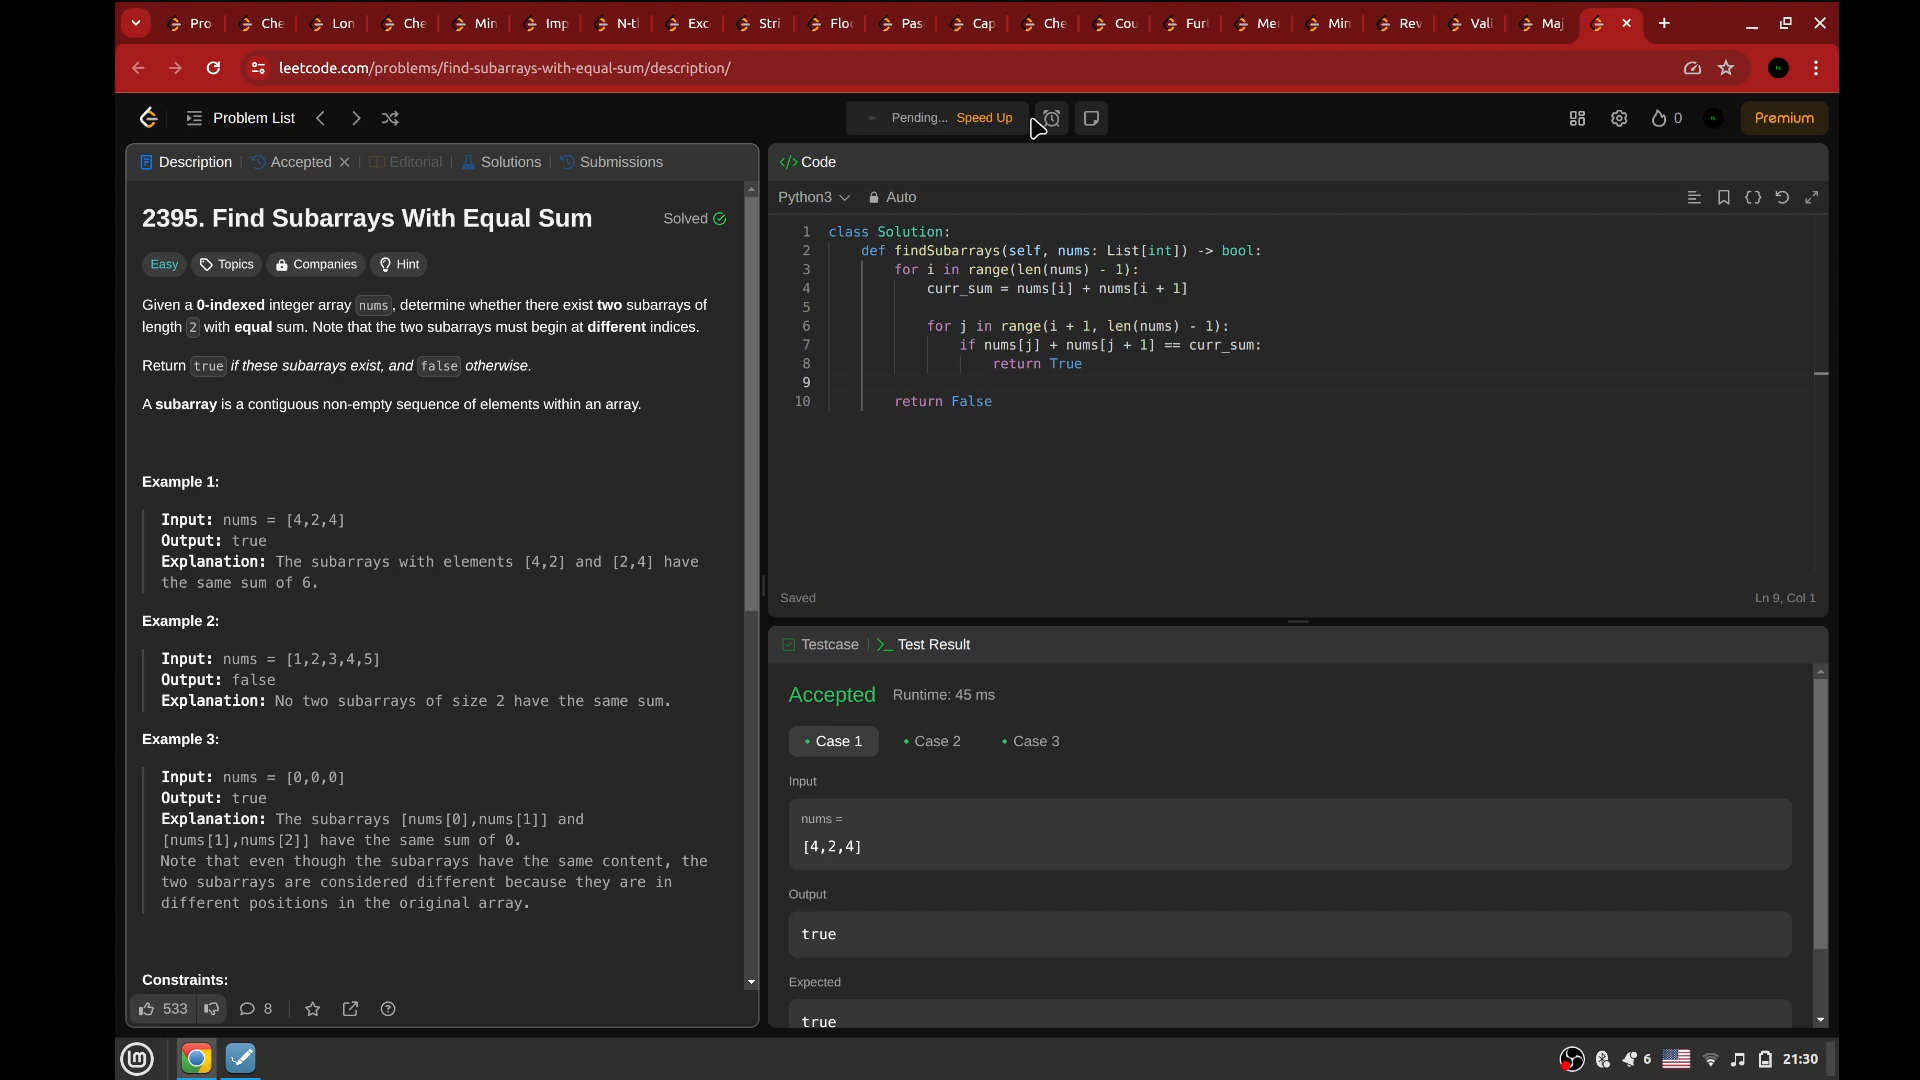 Pro Che Lon Che Min Imp N-tl Exc Stri Floo Pas Cap Che Cou Furt Mer Min Rev Vali Maj
leetcode.com/problems/find-subarrays-with-equal-sum/description/
Problem List
Pending... Speed Up
0
Premium
Description
Accepted
Editorial
Solutions
Submissions
2395. Find Subarrays With Equal Sum
Solved
Easy
Topics
Companies
Hint
Given a 0-indexed integer array nums, determine whether there exist two subarrays of
length 2 with equal sum. Note that the two subarrays must begin at different indices.
Return true if these subarrays exist, and false otherwise.
A subarray is a contiguous non-empty sequence of elements within an array.
Example 1:
Input: nums = [4,2,4]
Output: true
Explanation: The subarrays with elements [4,2] and [2,4] have
the same sum of 6.
Example 2:
Input: nums = [1,2,3,4,5]
Output: false
Explanation: No two subarrays of size 2 have the same sum.
Example 3:
Input: nums = [0,0,0]
Output: true
Explanation: The subarrays [nums[0],nums[1]] and
[nums[1],nums[2]] have the same sum of 0.
Note that even though the subarrays have the same content, the
two subarrays are considered different because they are in
different positions in the original array.
Constraints:
533
8
</> Code
Python3
Auto
1 class Solution:
2 def findSubarrays(self, nums: List[int]) -> bool:
3 for i in range(len(nums) - 1):
4 curr_sum = nums[i] + nums[i + 1]
5
6 for j in range(i + 1, len(nums) - 1):
7 if nums[j] + nums[j + 1] == curr_sum:
8 return True
9
10 return False
Saved
Ln 9, Col 1
Testcase
>_ Test Result
Accepted Runtime: 45 ms
• Case 1 • Case 2 • Case 3
Input
nums =
[4,2,4]
Output
true
Expected
true
6
21:30